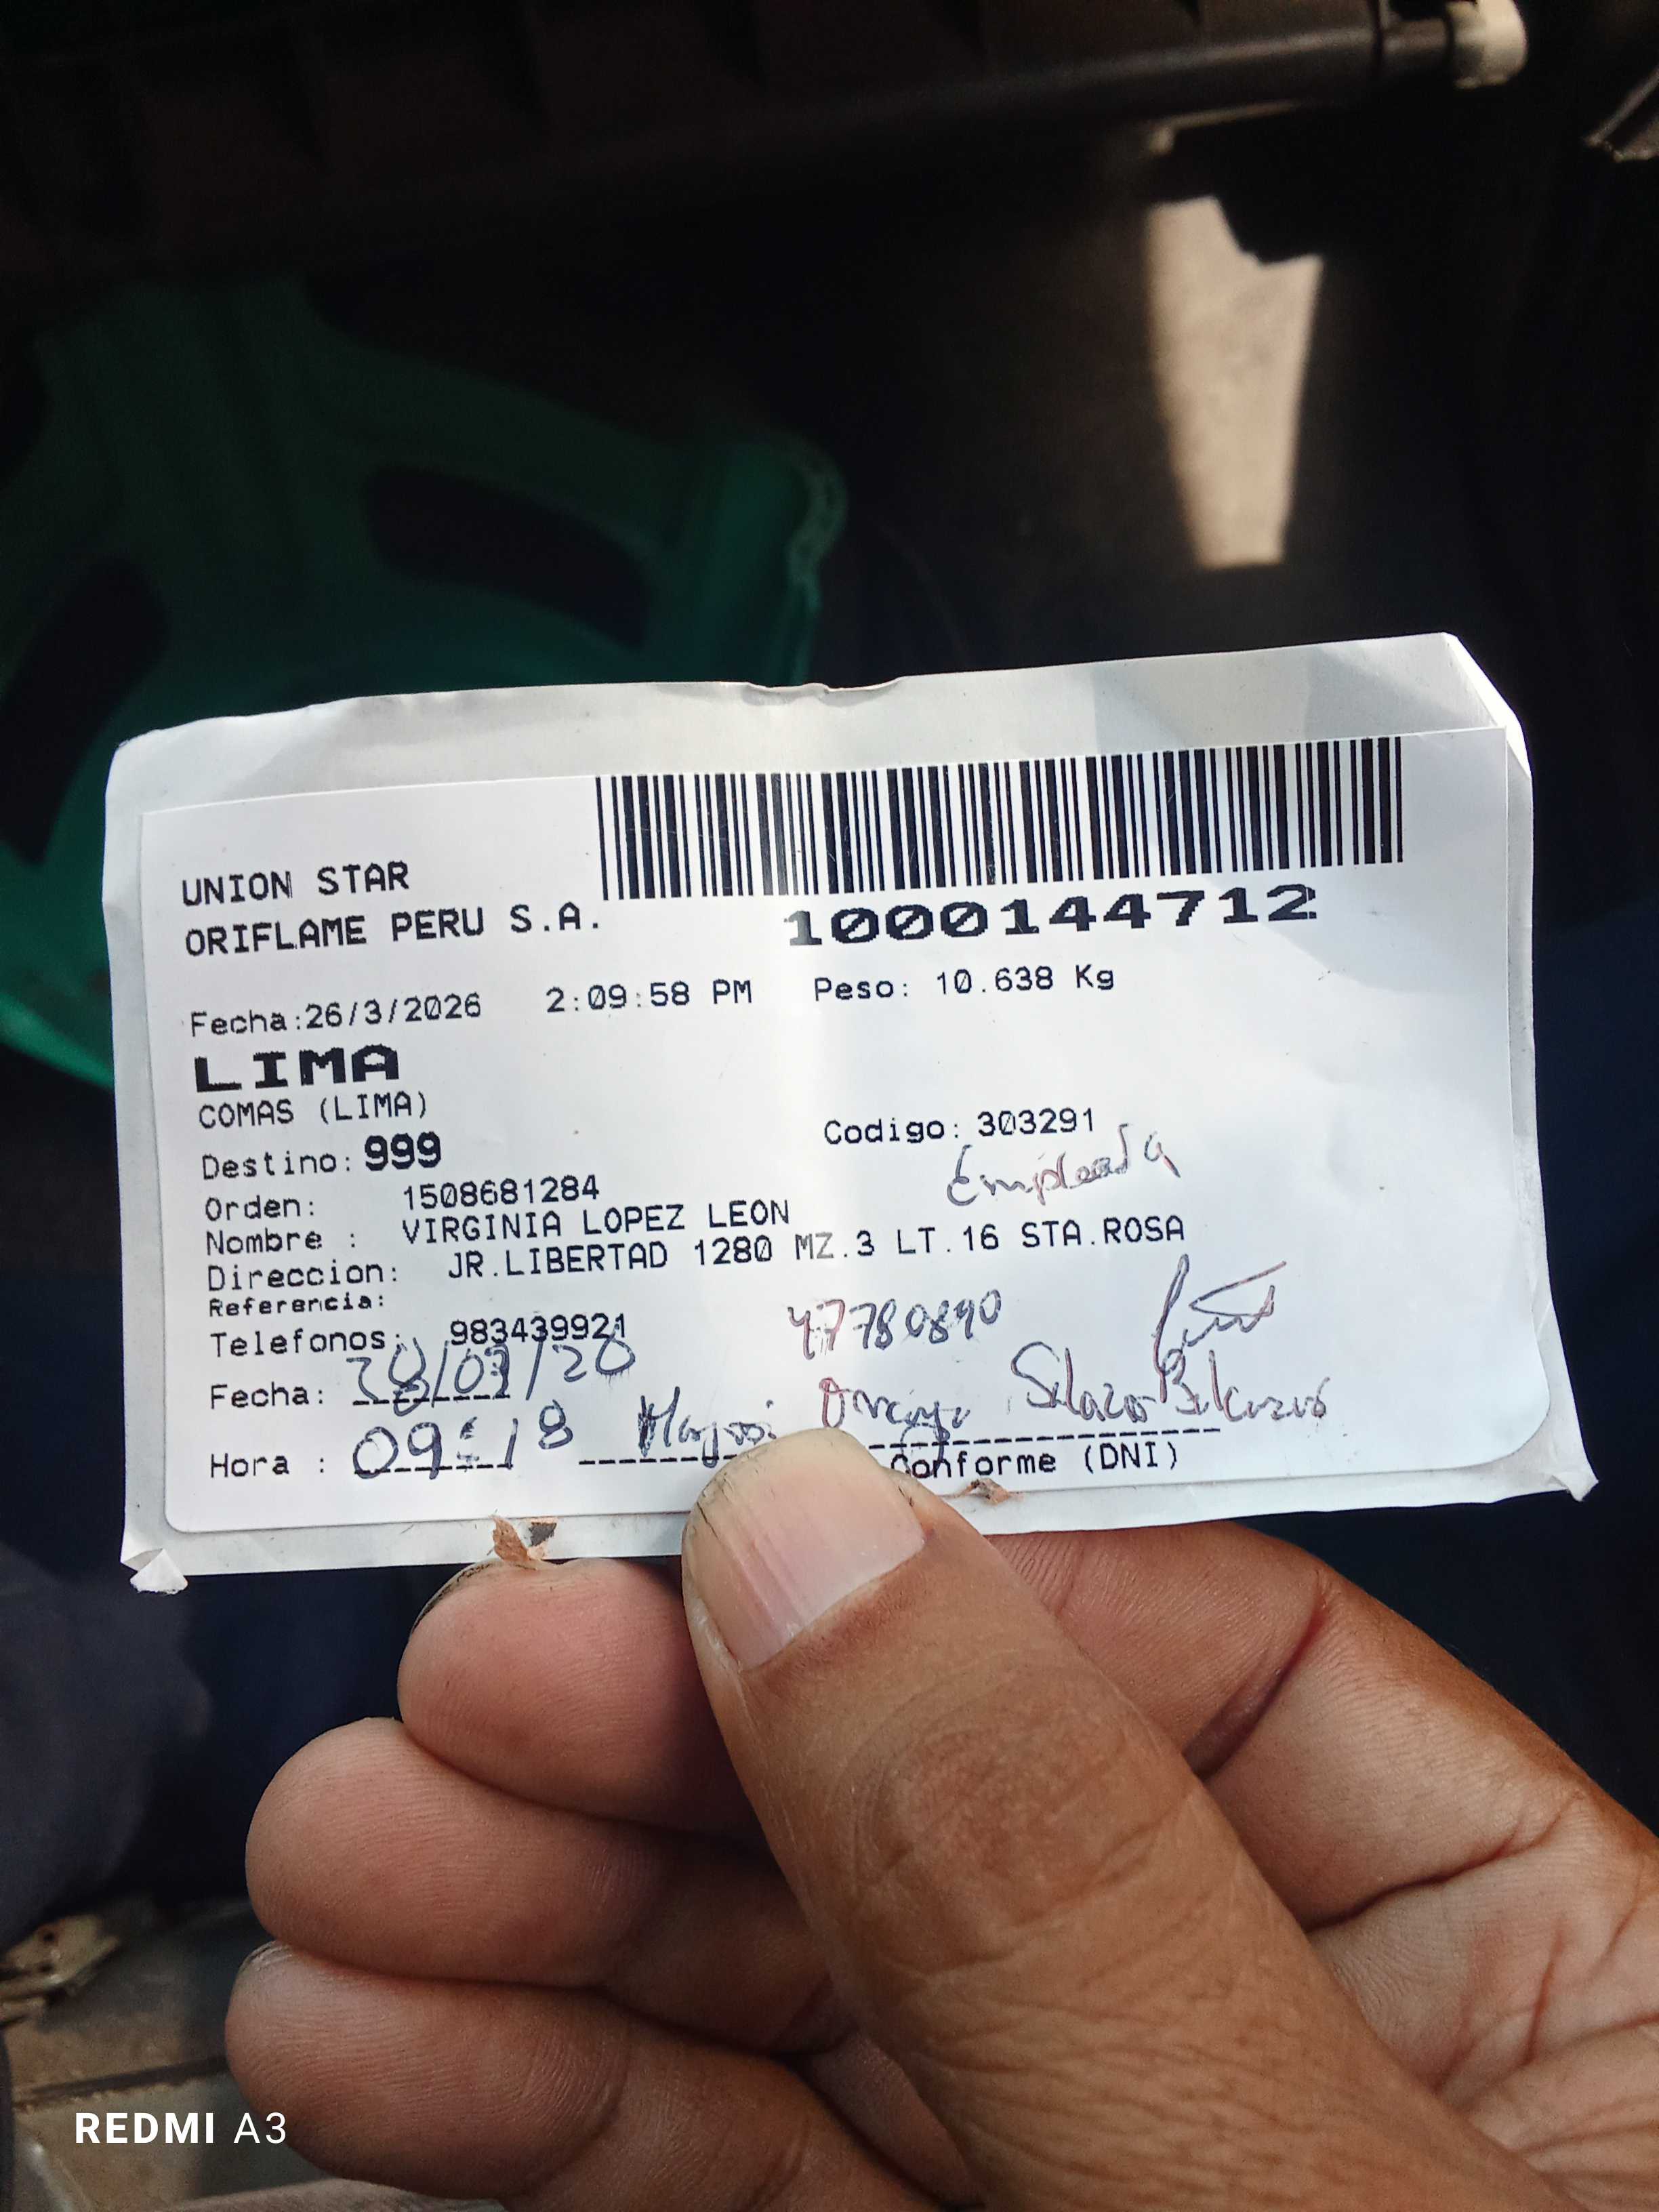 UNION STAR
ORIFLAME PERU S.A.
1000144712
Fecha:26/3/2026 2:09:58 PM Peso: 10.638 Kg
LIMA
COMAS (LIMA)
Destino: 999 Codigo: 303291
Empleada
Orden: 1508681284
Nombre : VIRGINIA LOPEZ LEON
Direccion: JR.LIBERTAD 1280 MZ.3 LT.16 STA.ROSA
Referencia:
Telefonos: 983439921 47780890
Fecha:
Hora : 09:18
Conforme (DNI)
REDMI A3